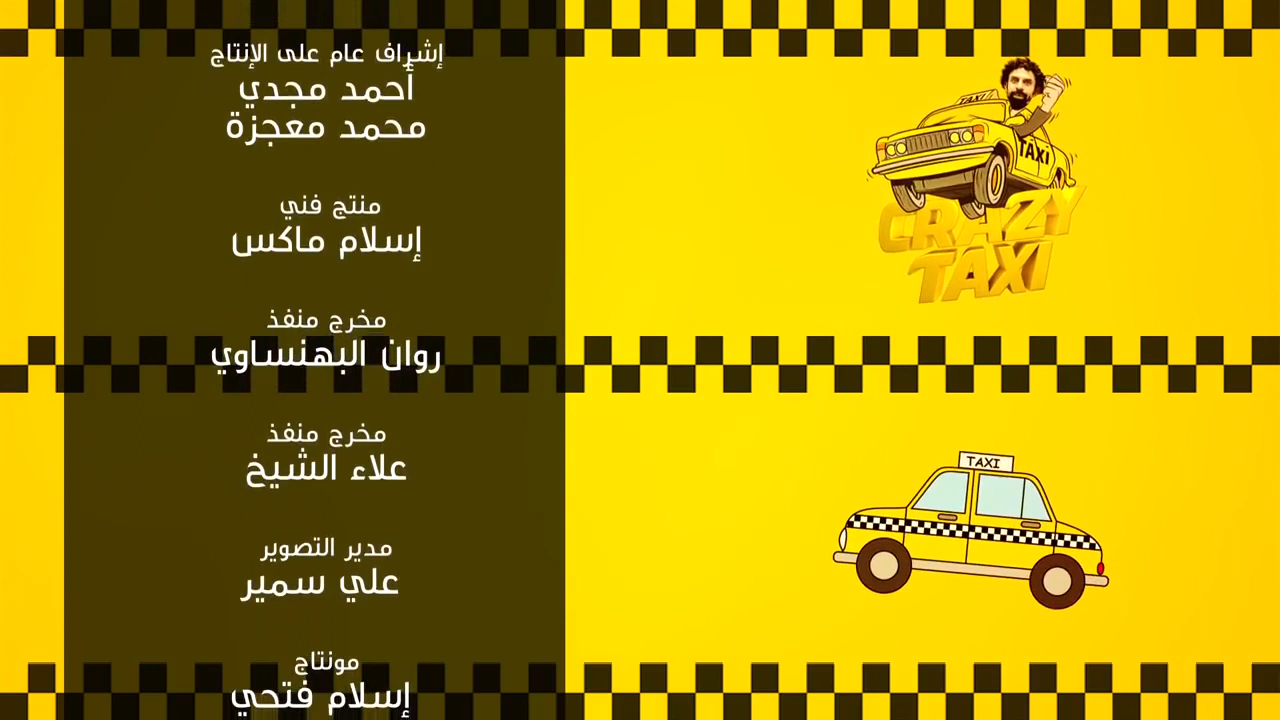 إشراف عام على الإنتاج
أحمد مجدي
محمد معجزة
منتج فني
إسلام ماكس
مخرج منفذ
روان البهنساوي
مخرج منفذ
علاء الشيخ
مدير التصوير
علي سمير
مونتاج
إسلام فتحي
TAXI
TAXI
CRAZY
TAXI
TAXI